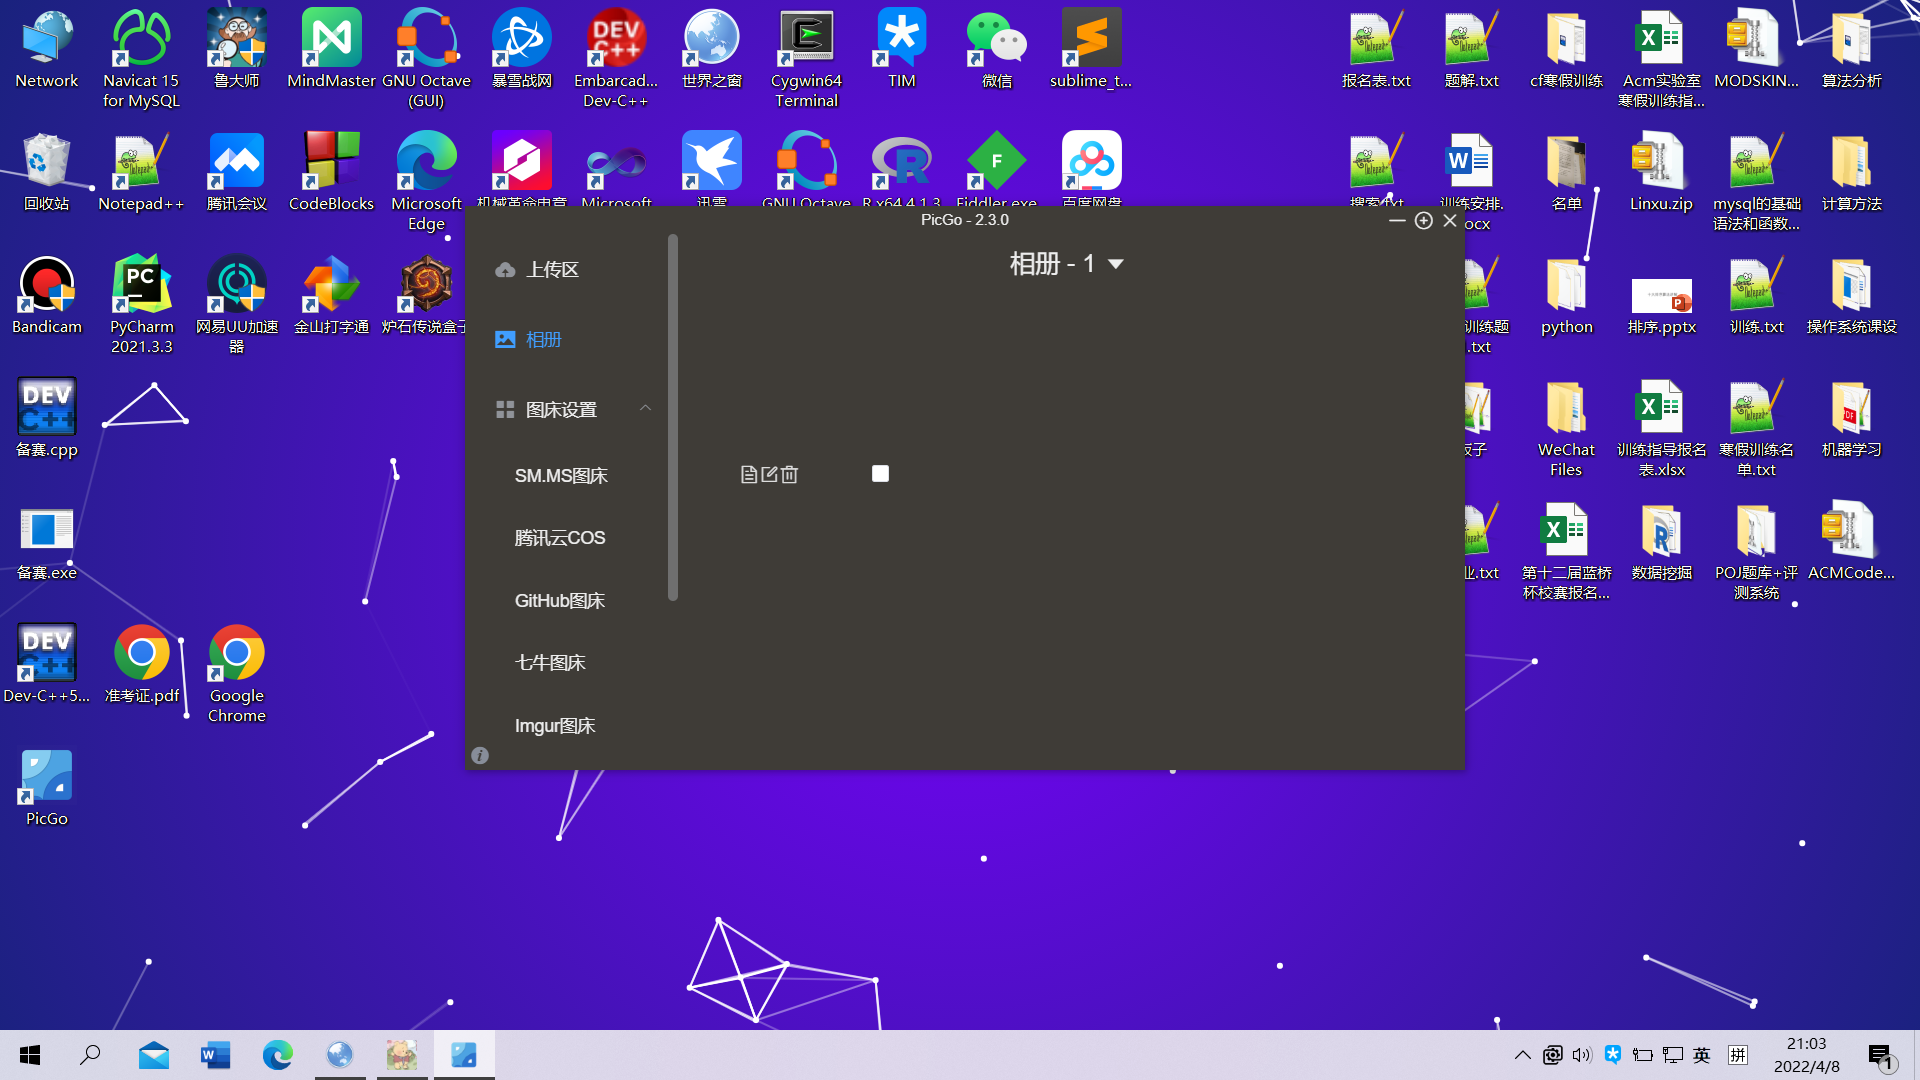 Network
Navicat 15
for MySQL
鲁大师
MindMaster
GNU Octave
(GUI)
暴雪战网
Embarcad...
Dev-C++
世界之窗
Cygwin64
Terminal
TIM
微信
sublime_t...
报名表.txt
题解.txt
cf寒假训练
Acm实验室
寒假训练指...
MODSKIN...
算法分析
回收站
Notepad++
腾讯会议
CodeBlocks
Microsoft
Edge
机械革命电竞
Microsoft
迅雷
GNU Octave
R x64 4.1.3
Fiddler.exe
百度网盘
搜索.txt
训练安排.
ocx
名单
Linxu.zip
mysql的基础
语法和函数...
计算方法
Bandicam
PyCharm
2021.3.3
网易UU加速
器
金山打字通
炉石传说盒子
训练题
.txt
python
排序.pptx
训练.txt
操作系统课设
备赛.cpp
WeChat
Files
训练指导报名
表.xlsx
寒假训练名
单.txt
机器学习
备赛.exe
第十二届蓝桥
杯校赛报名...
数据挖掘
POJ题库+评
测系统
ACMCode...
Dev-C++5...
准考证.pdf
Google
Chrome
PicGo
PicGo - 2.3.0
上传区
相册
图床设置
SM.MS图床
腾讯云COS
GitHub图床
七牛图床
Imgur图床
相册 - 1
英
拼
21:03
2022/4/8
1